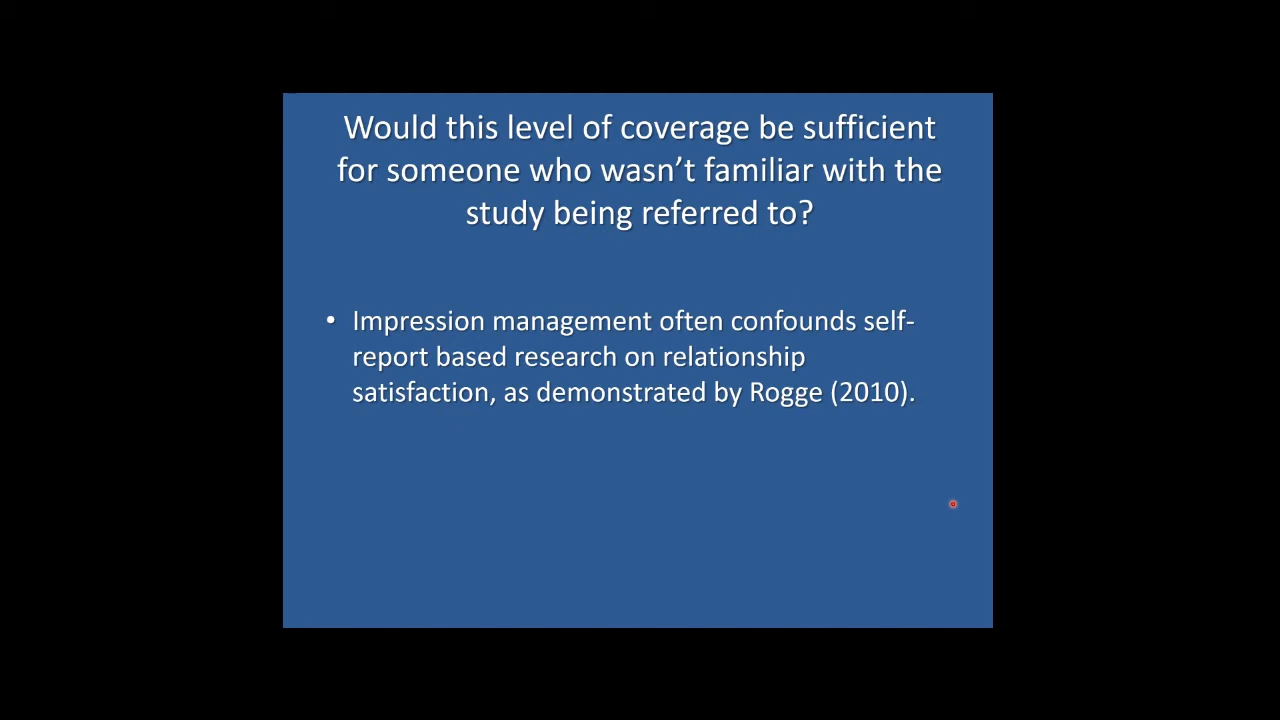 Would this level of coverage be sufficient
for someone who wasn’t familiar with the
study being referred to?
• Impression management often confounds self-
report based research on relationship
satisfaction, as demonstrated by Rogge (2010).